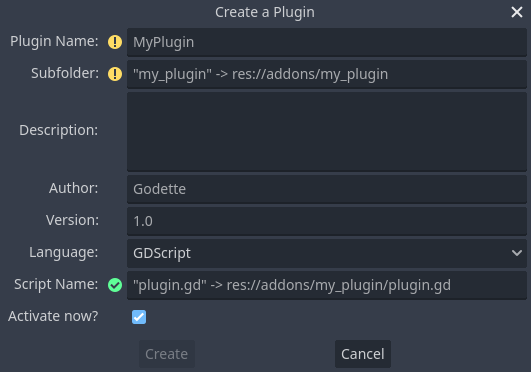 Create a Plugin
Plugin Name: MyPlugin
Subfolder: "my_plugin" -> res://addons/my_plugin
Description:
Author: Godette
Version: 1.0
Language: GDScript
Script Name: "plugin.gd" -> res://addons/my_plugin/plugin.gd
Activate now?
Create Cancel